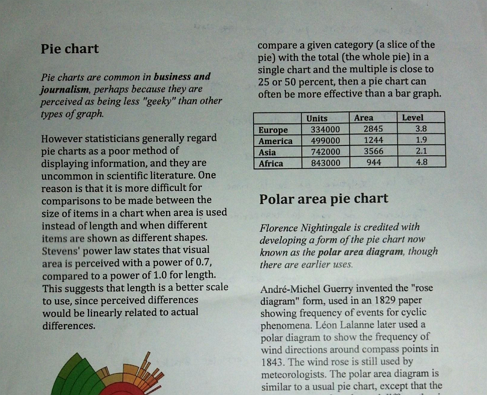 Pie chart
Pie charts are common in business and
journalism, perhaps because they are
perceived as being less "geeky" than other
types of graph.
However statisticians generally regard
pie charts as a poor method of
displaying information, and they are
uncommon in scientific literature. One
reason is that it is more difficult for
comparisons to be made between the
size of items in a chart when area is used
instead of length and when different
items are shown as different shapes.
Stevens' power law states that visual
area is perceived with a power of 0.7,
compared to a power of 1.0 for length.
This suggests that length is a better scale
to use, since perceived differences
would be linearly related to actual
differences.
compare a given category (a slice of the
pie) with the total (the whole pie) in a
single chart and the multiple is close to
25 or 50 percent, then a pie chart can
often be more effective than a bar graph.
Units Area Level
Europe 334000 2845 3.8
America 499000 1244 1.9
Asia 742000 3566 2.1
Africa 843000 944 4.8
Polar area pie chart
Florence Nightingale is credited with
developing a form of the pie chart now
known as the polar area diagram, though
there are earlier uses.
André-Michel Guerry invented the "rose
diagram" form, used in an 1829 paper
showing frequency of events for cyclic
phenomena. Léon Lalanne later used a
polar diagram to show the frequency of
wind directions around compass points in
1843. The wind rose is still used by
meteorologists. The polar area diagram is
similar to a usual pie chart, except that the